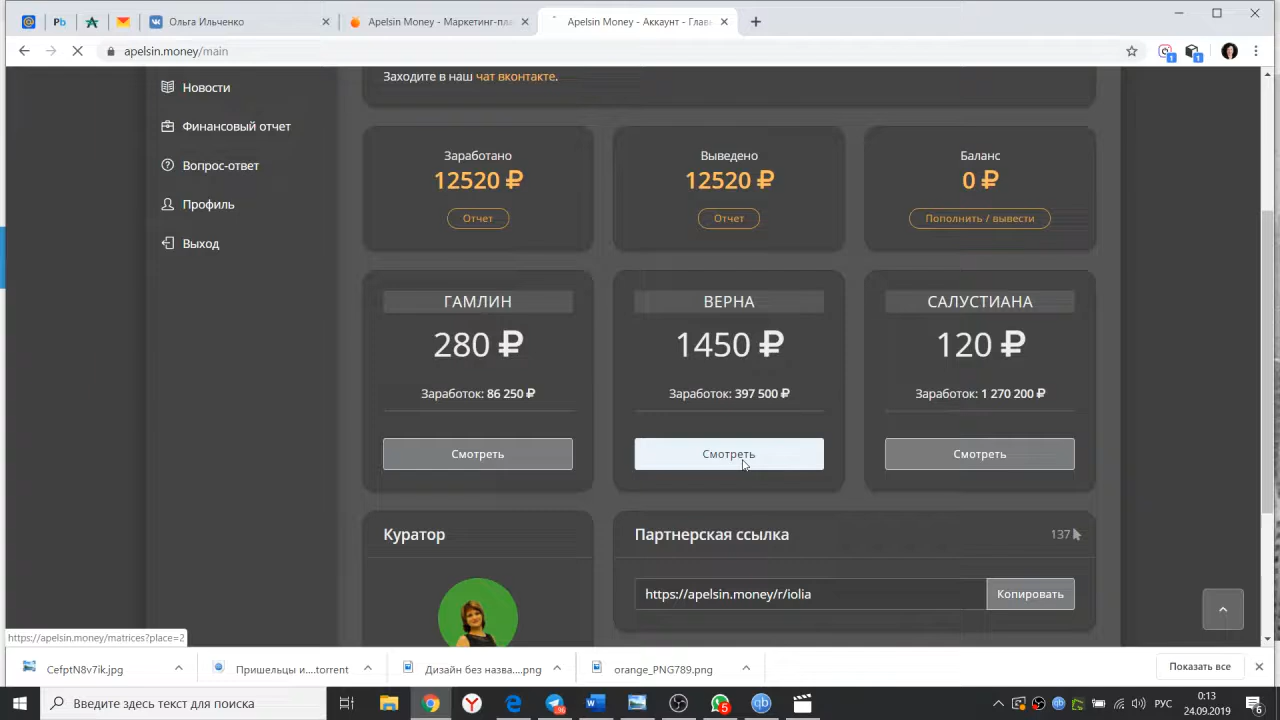 Ольга Ильченко
Apelsin Money - Маркетинг-пла
Apelsin Money - Аккаунт - Глав
apelsin.money/main
Заходите в наш чат вконтакте.
Новости
Финансовый отчет
Вопрос-ответ
Профиль
Выход
Заработано
12520 ₽
Отчет
Выведено
12520 ₽
Отчет
Баланс
0 ₽
Пополнить / вывести
ГАМЛИН
280 ₽
Заработок: 86 250 ₽
Смотреть
ВЕРНА
1450 ₽
Заработок: 397 500 ₽
Смотреть
САЛУСТИАНА
120 ₽
Заработок: 1 270 200 ₽
Смотреть
Куратор
Партнерская ссылка
137
https://apelsin.money/r/iolia
Копировать
https://apelsin.money/matrices?place=2
CefptN8v7ik.jpg
Пришельцы и....torrent
Дизайн без назва....png
orange_PNG789.png
Показать все
Введите здесь текст для поиска
РУС
0:13
24.09.2019